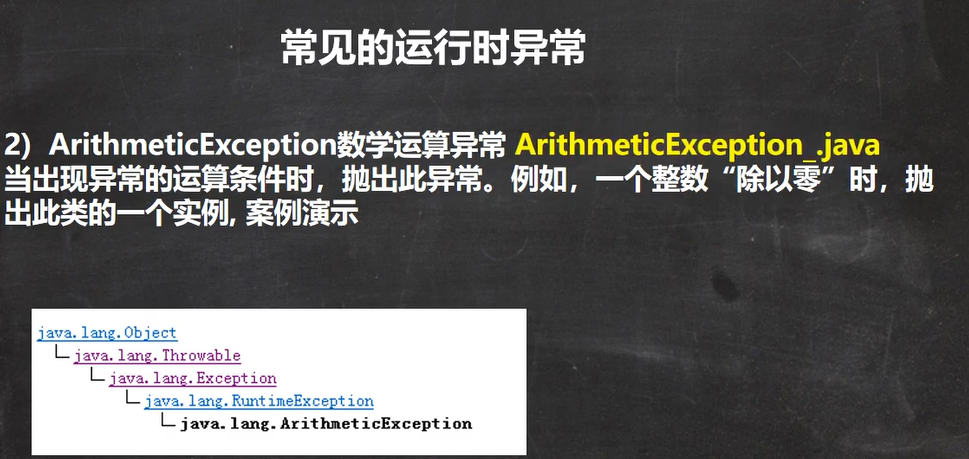 常见的运行时异常
2) ArithmeticException数学运算异常 ArithmeticException_.java
当出现异常的运算条件时，抛出此异常。例如，一个整数“除以零”时，抛
出此类的一个实例, 案例演示
java.lang.Object
java.lang.Throwable
java.lang.Exception
java.lang.RuntimeException
java.lang.ArithmeticException